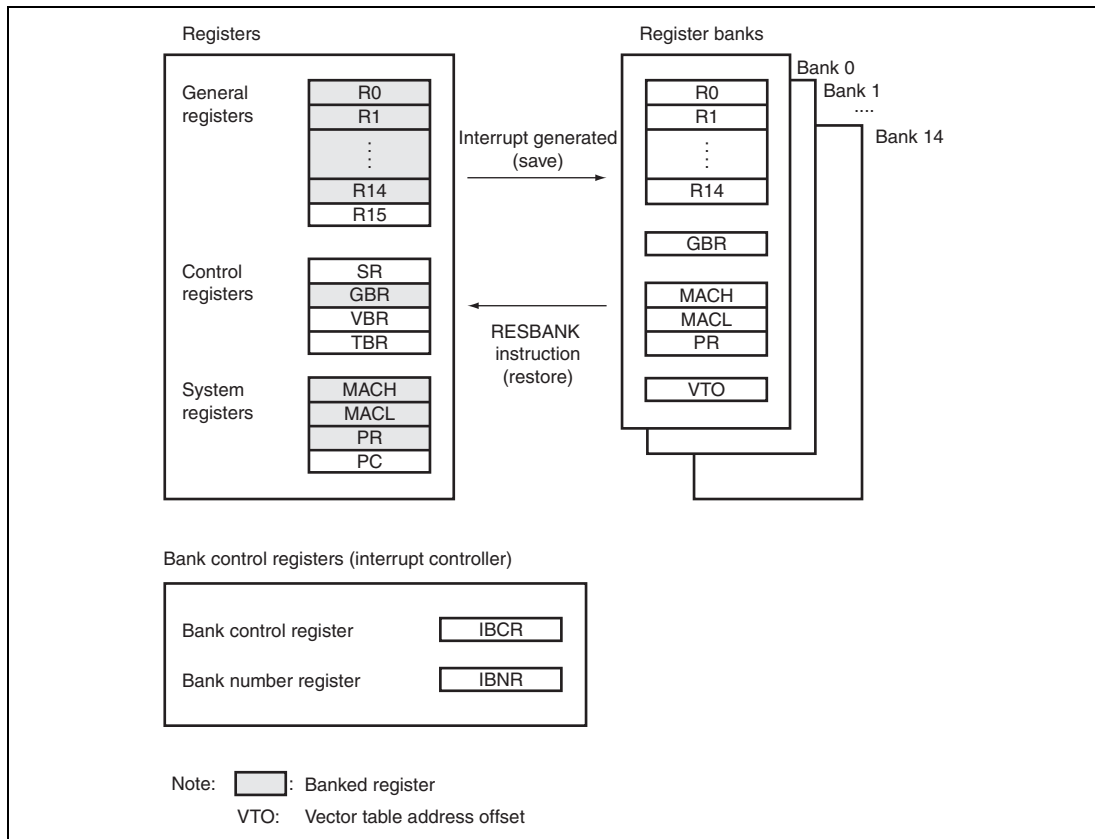 Registers
General
registers
R0
R1
R14
R15
Control
registers
SR
GBR
VBR
TBR
System
registers
MACH
MACL
PR
PC
Interrupt generated
(save)
RESBANK
instruction
(restore)
Register banks
Bank 0
Bank 1
....
Bank 14
R0
R1
R14
GBR
MACH
MACL
PR
VTO
Bank control registers (interrupt controller)
Bank control register
IBCR
Bank number register
IBNR
Note: : Banked register
VTO: Vector table address offset